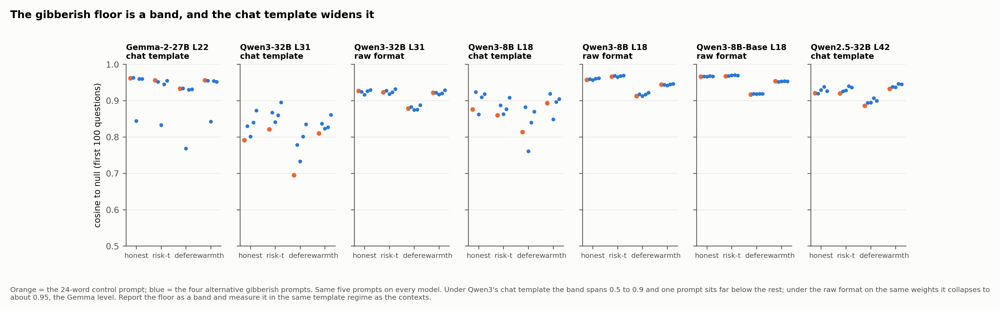 The gibberish floor is a band, and the chat template widens it
Gemma-2-27B L22
chat template
Qwen3-32B L31
chat template
Qwen3-32B L31
raw format
Qwen3-8B L18
chat template
Qwen3-8B L18
raw format
Qwen3-8B-Base L18
raw format
Qwen2.5-32B L42
chat template
cosine to null (first 100 questions)
1.0
0.9
0.8
0.7
0.6
0.5
honest risk-t deferewarmth
honest risk-t deferewarmth
honest risk-t deferewarmth
honest risk-t deferewarmth
honest risk-t deferewarmth
honest risk-t deferewarmth
honest risk-t deferewarmth
Orange = the 24-word control prompt; blue = the four alternative gibberish prompts. Same five prompts on every model. Under Qwen3's chat template the band spans 0.5 to 0.9 and one prompt sits far below the rest; under the raw format on the same weights it collapses to
about 0.95, the Gemma level. Report the floor as a band and measure it in the same template regime as the contexts.